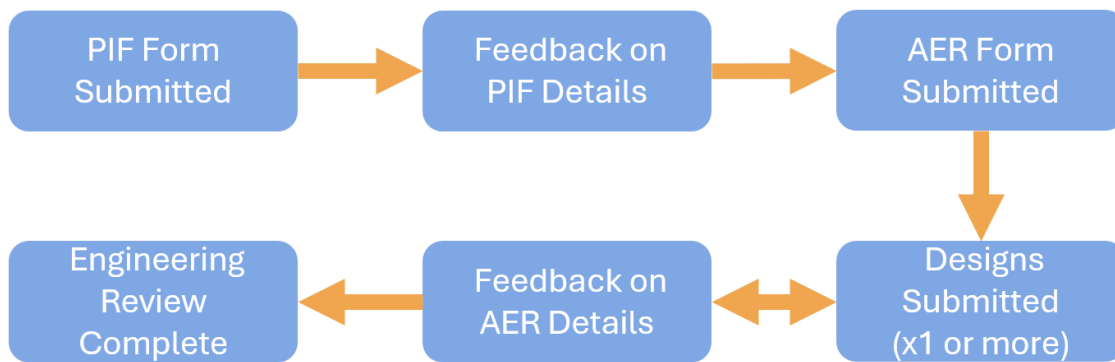 PIF Form
Submitted
Feedback on
PIF Details
AER Form
Submitted
Engineering
Review
Complete
Feedback on
AER Details
Designs
Submitted
(x1 or more)